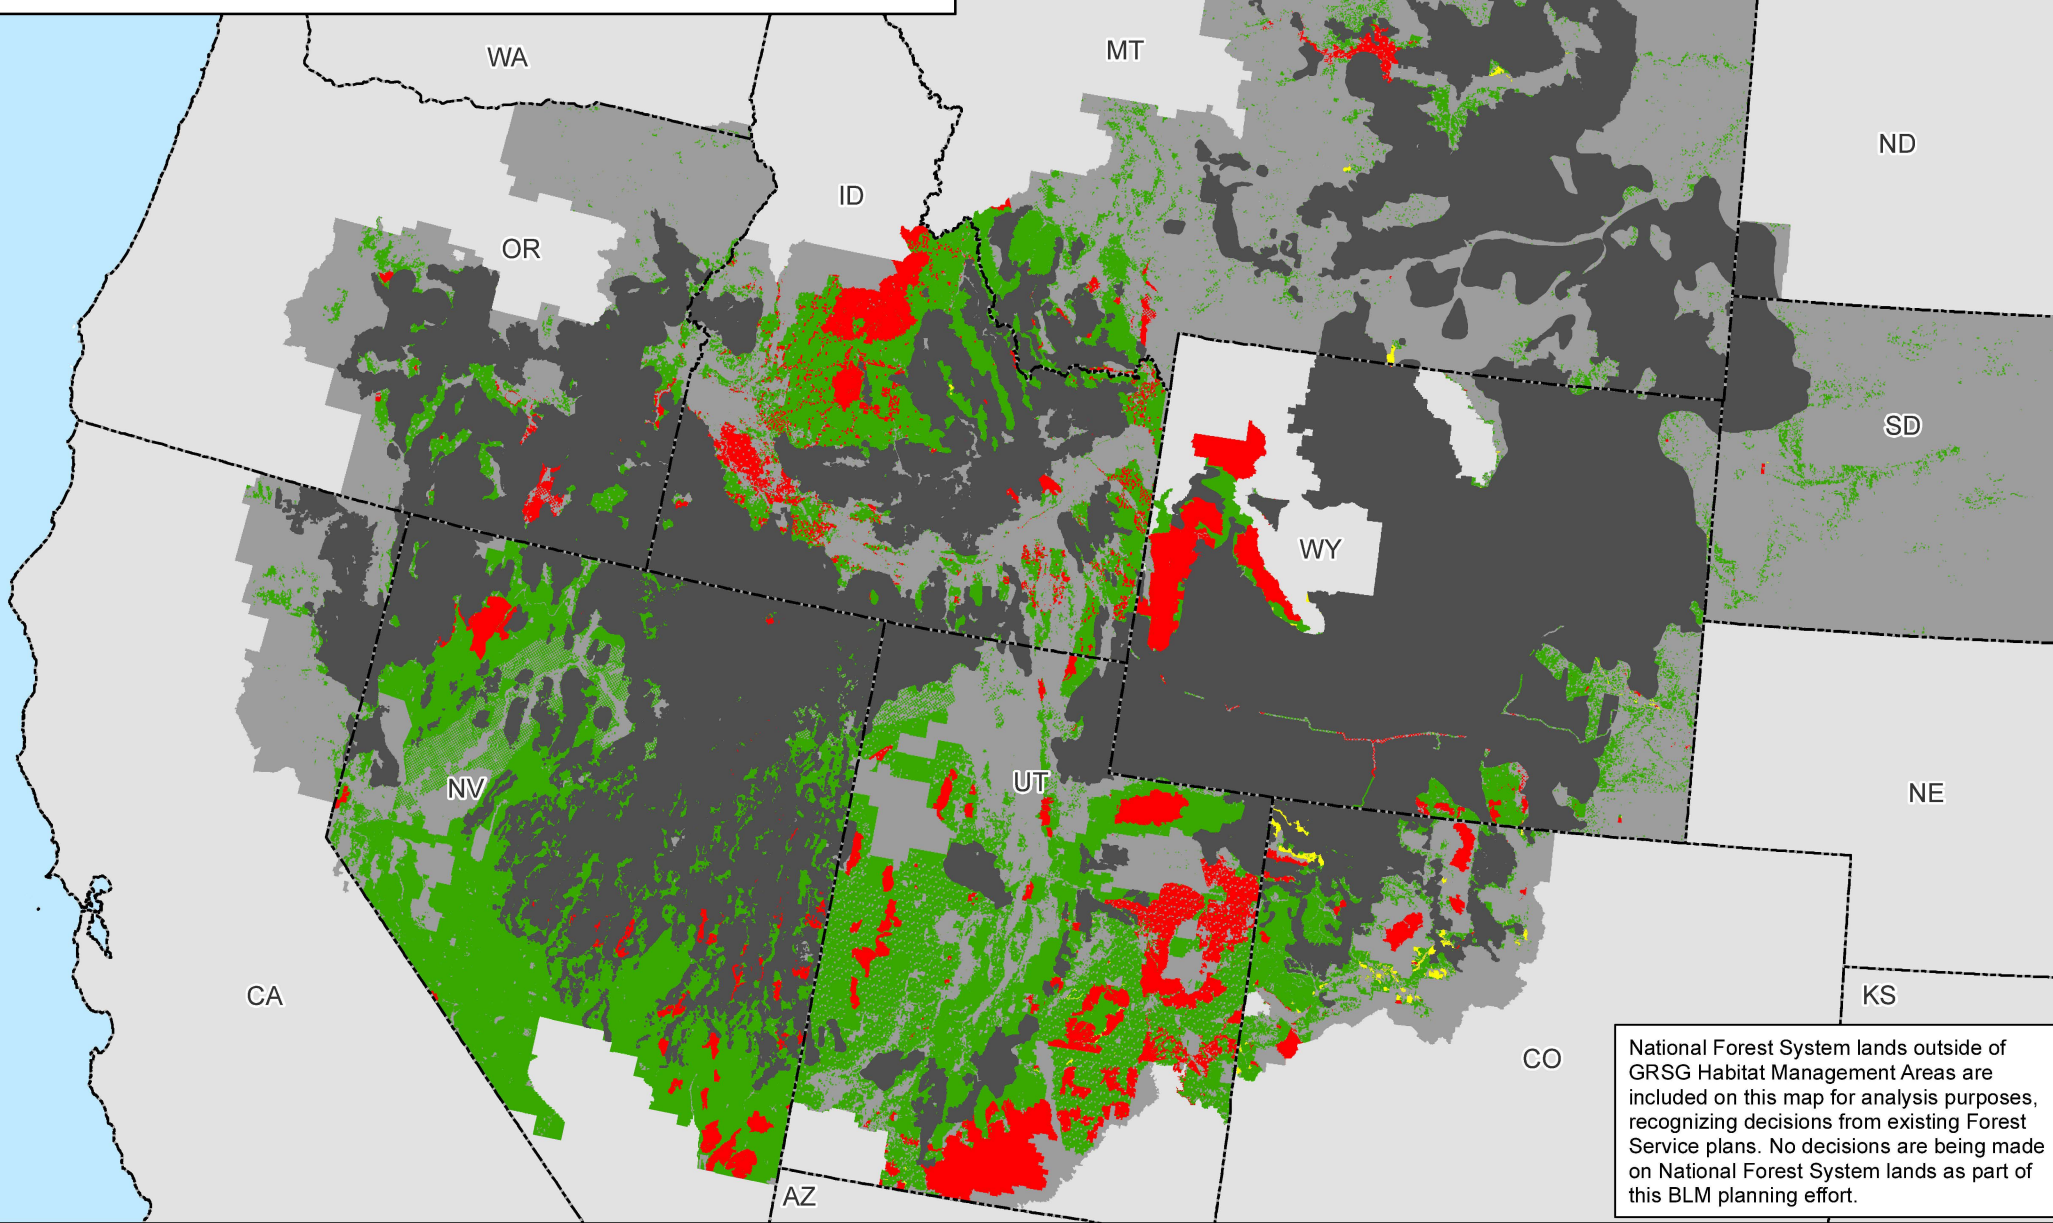 WA
MT
ND
ID
OR
SD
WY
NV
UT
NE
CA
KS
CO
AZ
National Forest System lands outside of
GRSG Habitat Management Areas are
included on this map for analysis purposes,
recognizing decisions from existing Forest
Service plans. No decisions are being made
on National Forest System lands as part of
this BLM planning effort.